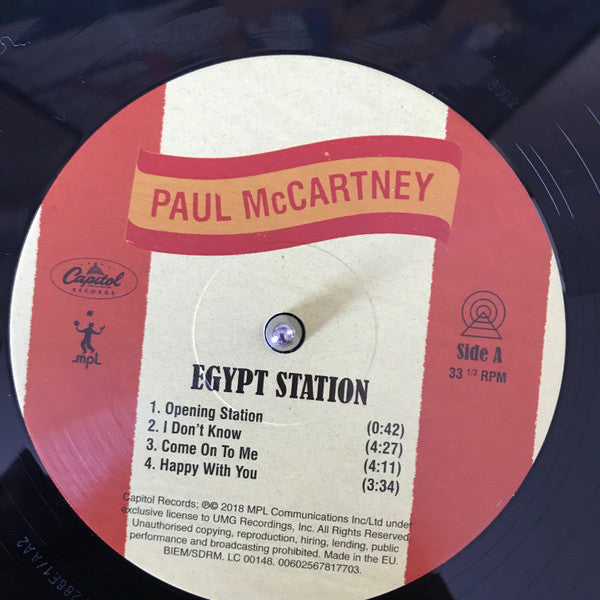 PAUL McCARTNEY
Capitol
RECORDS
mpL
Side A
33 1/3 RPM
EGYPT STATION
1. Opening Station (0:42)
2. I Don't Know (4:27)
3. Come On To Me (4:11)
4. Happy With You (3:34)
Capitol Records; ℗© 2018 MPL Communications Inc/Ltd under
exclusive license to UMG Recordings, Inc. All Rights Reserved.
Unauthorised copying, reproduction, hiring, lending, public
performance and broadcasting prohibited. Made in the EU.
BIEM/SDRM. LC 00148. 00602567817703.